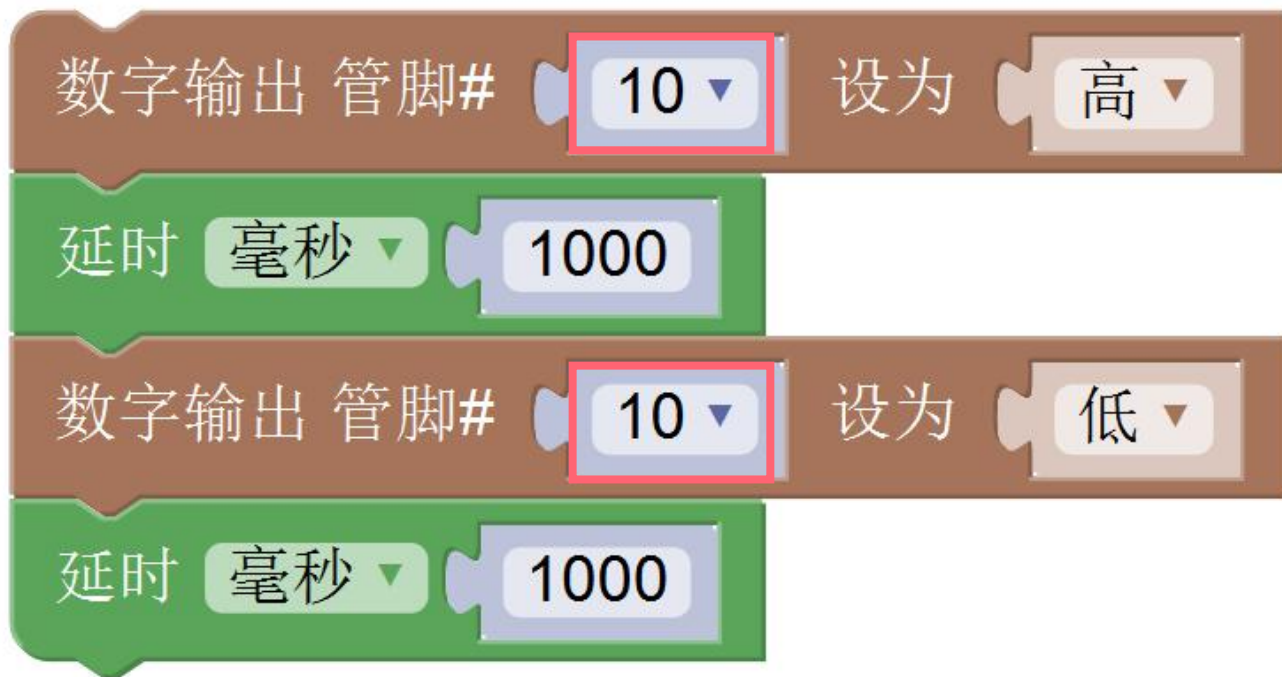 数字输出 管脚# 10 设为 高
延时 毫秒 1000
数字输出 管脚# 10 设为 低
延时 毫秒 1000